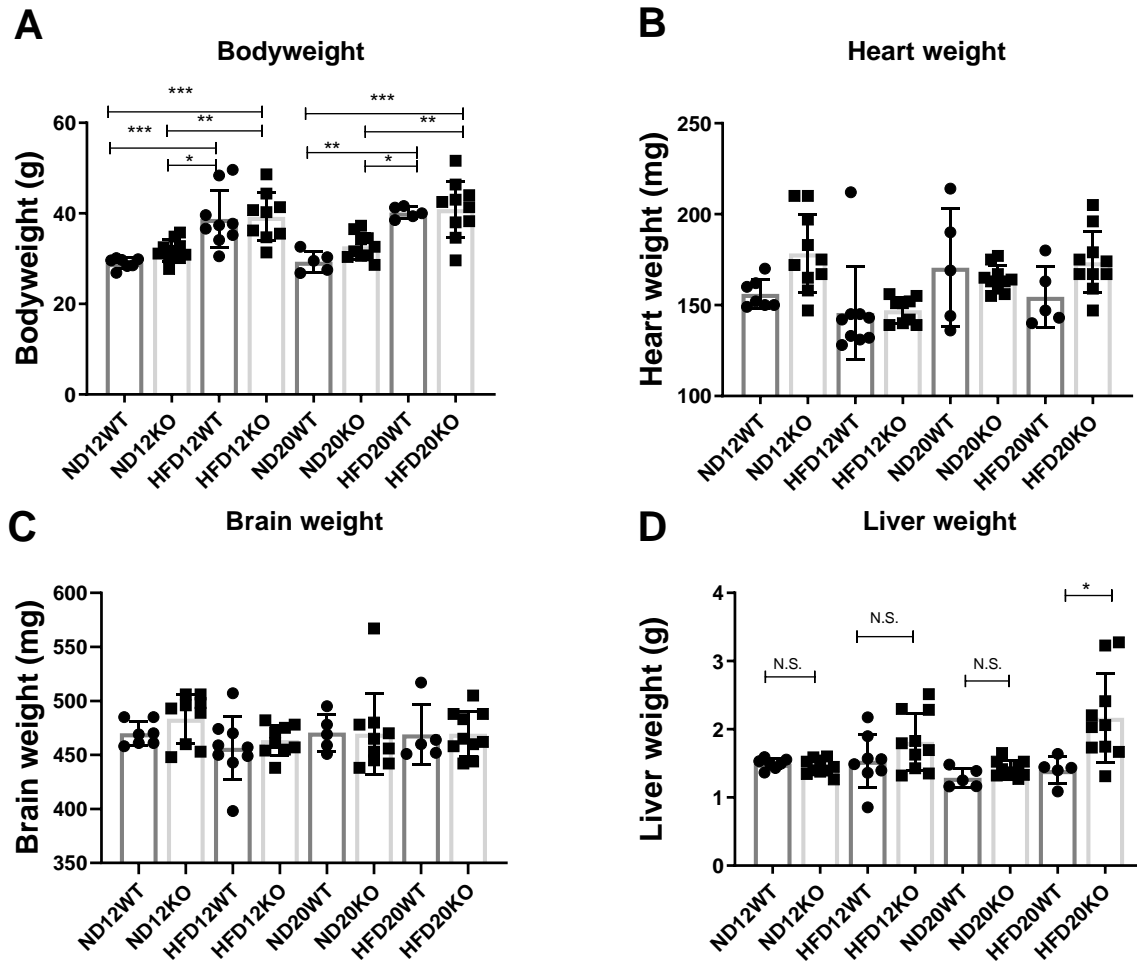 A
Bodyweight
***
***
**
**
***
**
*
*
Bodyweight (g)
60
40
20
0
ND12WT
ND12KO
HFD12WT
HFD12KO
ND20WT
ND20KO
HFD20WT
HFD20KO
B
Heart weight
Heart weight (mg)
250
200
150
100
ND12WT
ND12KO
HFD12WT
HFD12KO
ND20WT
ND20KO
HFD20WT
HFD20KO
C
Brain weight
Brain weight (mg)
600
550
500
450
400
350
ND12WT
ND12KO
HFD12WT
HFD12KO
ND20WT
ND20KO
HFD20WT
HFD20KO
D
Liver weight
*
N.S.
N.S.
N.S.
Liver weight (g)
4
3
2
1
0
ND12WT
ND12KO
HFD12WT
HFD12KO
ND20WT
ND20KO
HFD20WT
HFD20KO